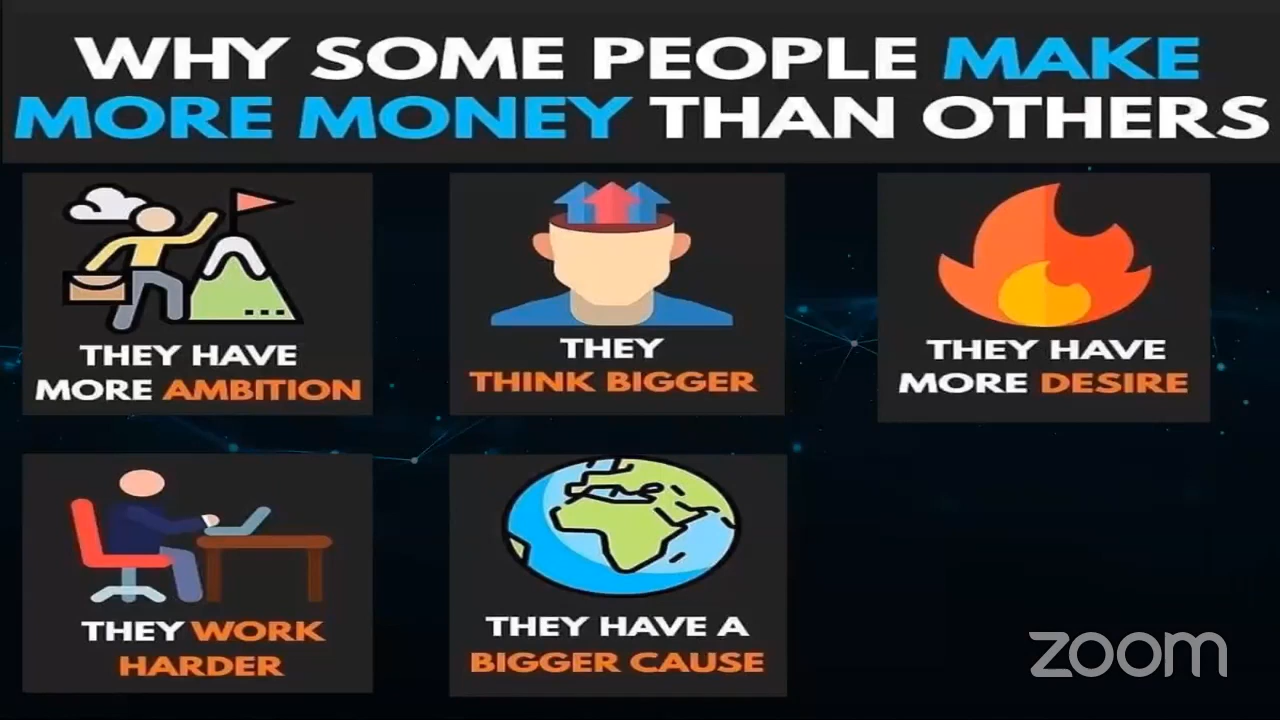 WHY SOME PEOPLE MAKE
MORE MONEY THAN OTHERS
THEY HAVE
MORE AMBITION
THEY
THINK BIGGER
THEY HAVE
MORE DESIRE
THEY WORK
HARDER
THEY HAVE A
BIGGER CAUSE
zoom